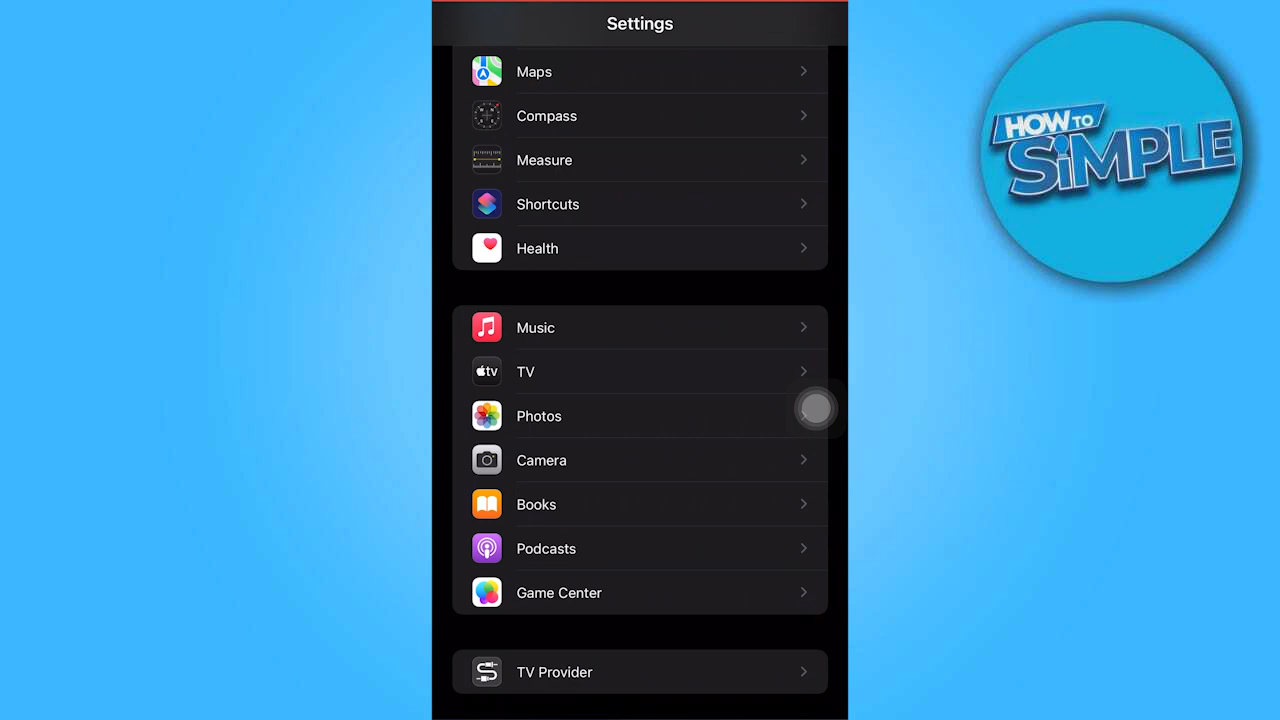 Settings
HOW TO
SiMPLE
Maps
Compass
Measure
Shortcuts
Health
Music
tv TV
Photos
Camera
Books
Podcasts
Game Center
TV Provider